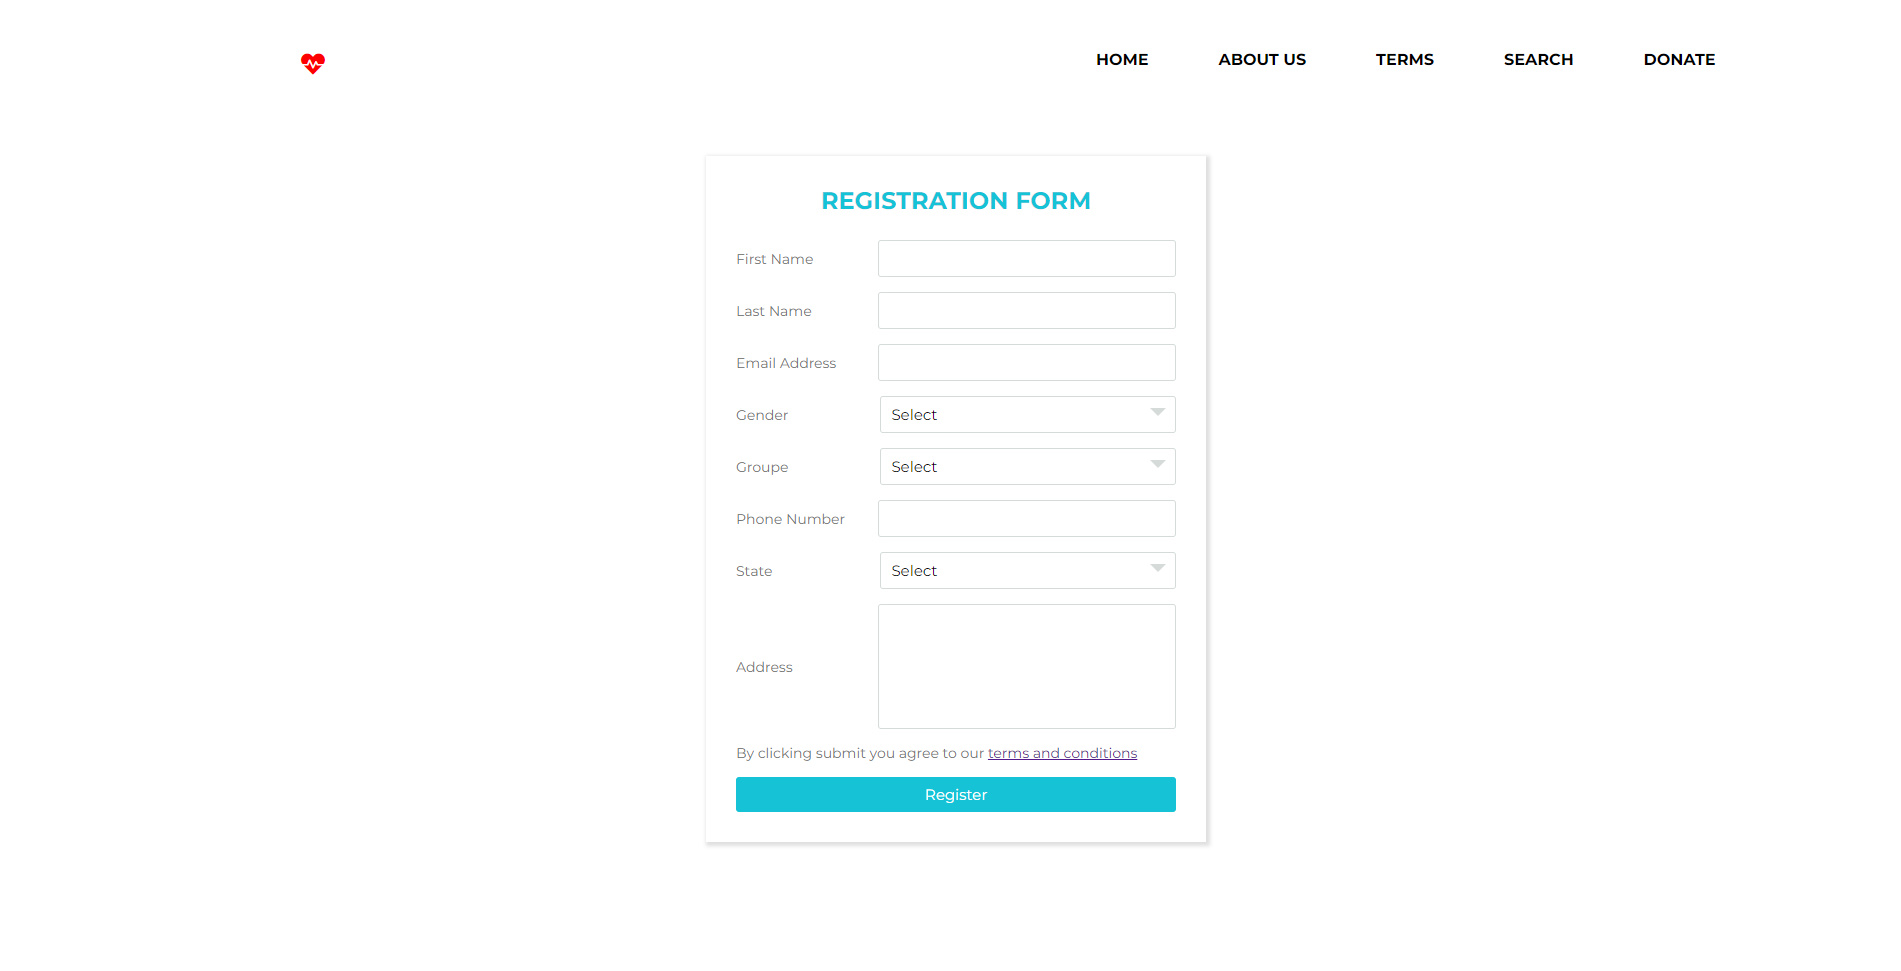 HOME ABOUT US TERMS SEARCH DONATE
REGISTRATION FORM
First Name
Last Name
Email Address
Gender Select
Groupe Select
Phone Number
State Select
Address
By clicking submit you agree to our terms and conditions
Register